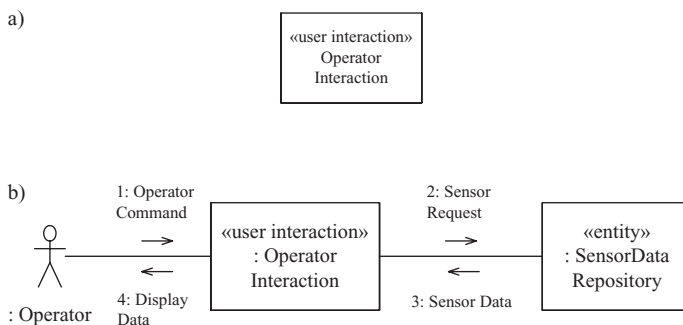 a)
«user interaction»
Operator
Interaction
b)
1: Operator
Command
2: Sensor
Request
«user interaction»
: Operator
Interaction
«entity»
: SensorData
Repository
4: Display
Data
3: Sensor Data
: Operator